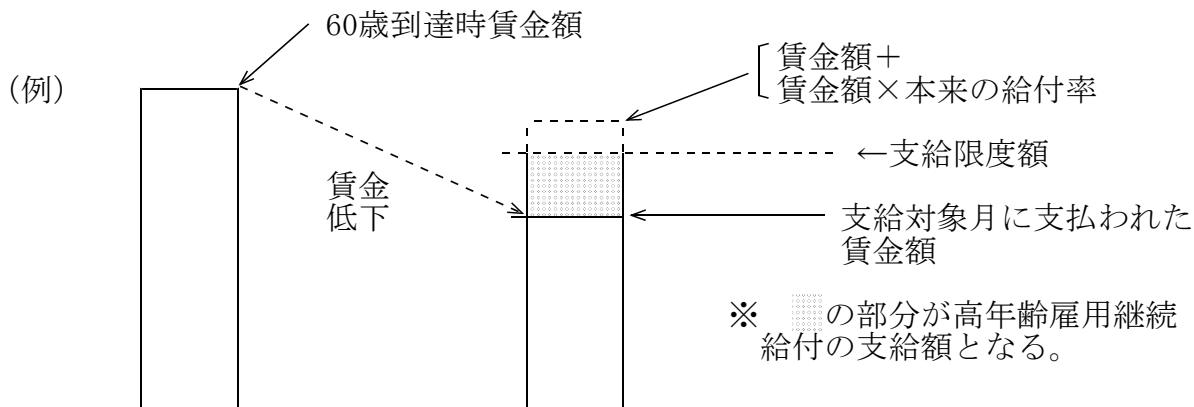 60歳到達時賃金額
(例)
賃金額+
賃金額×本来の給付率
←支給限度額
賃金
低下
支給対象月に支払われた
賃金額
※ の部分が高年齢雇用継続
給付の支給額となる。